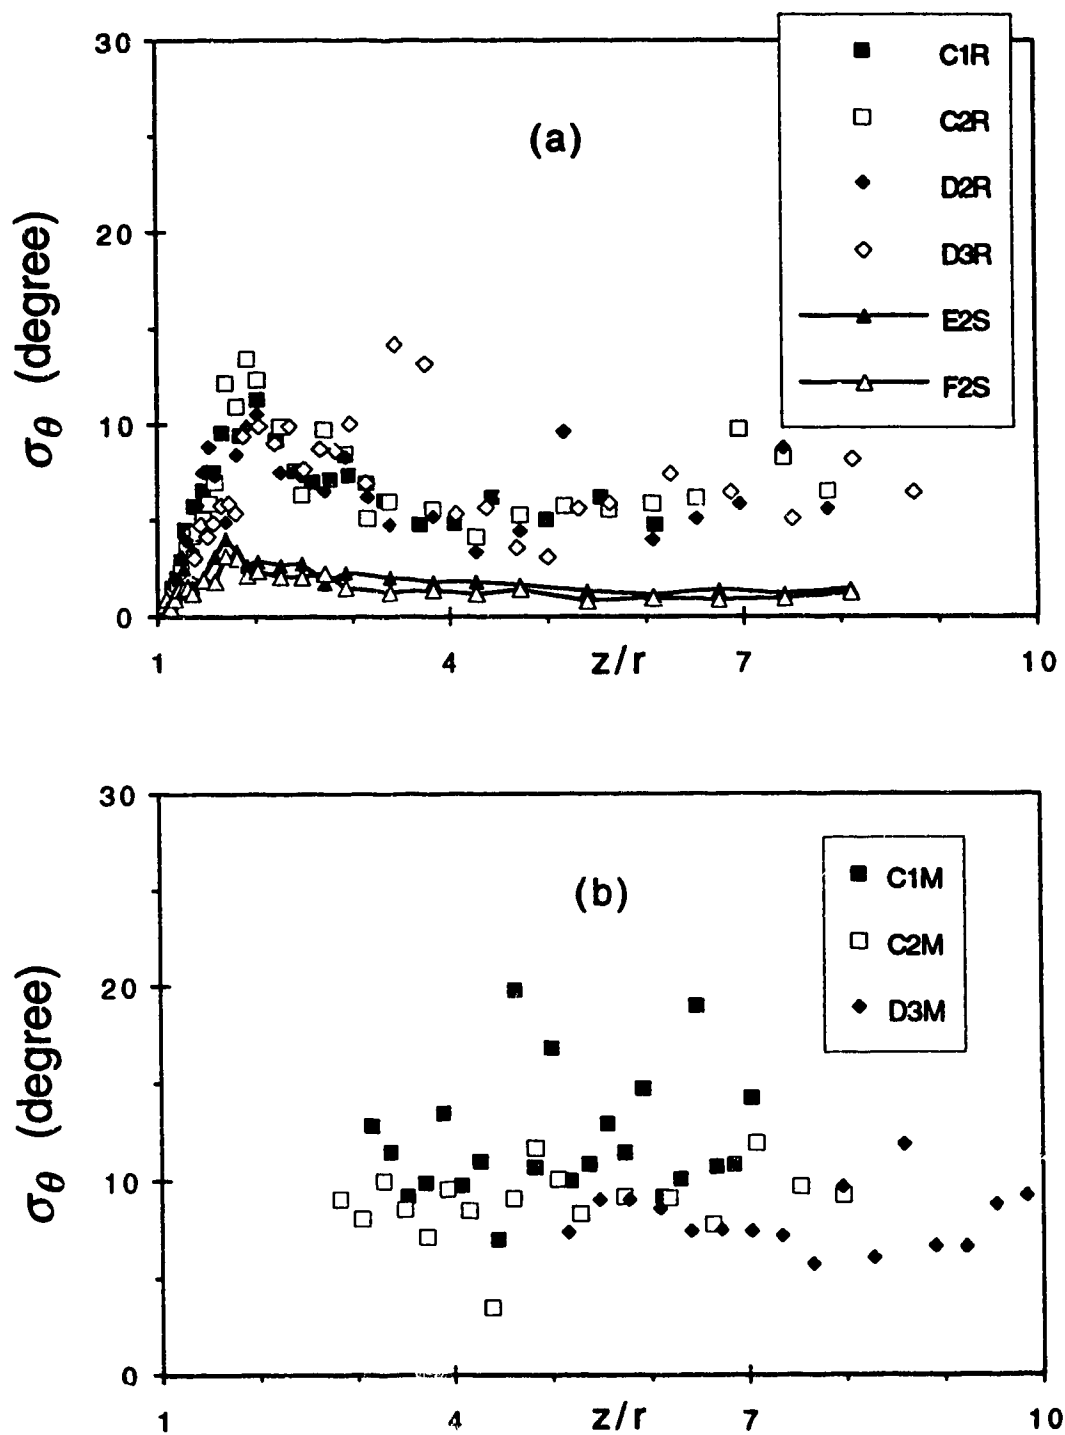 30
20
10
0
σθ (degree)
(a)
C1R
C2R
D2R
D3R
E2S
F2S
1 4 z/r 7 10
30
20
10
0
σθ (degree)
(b)
C1M
C2M
D3M
1 4 z/r 7 10